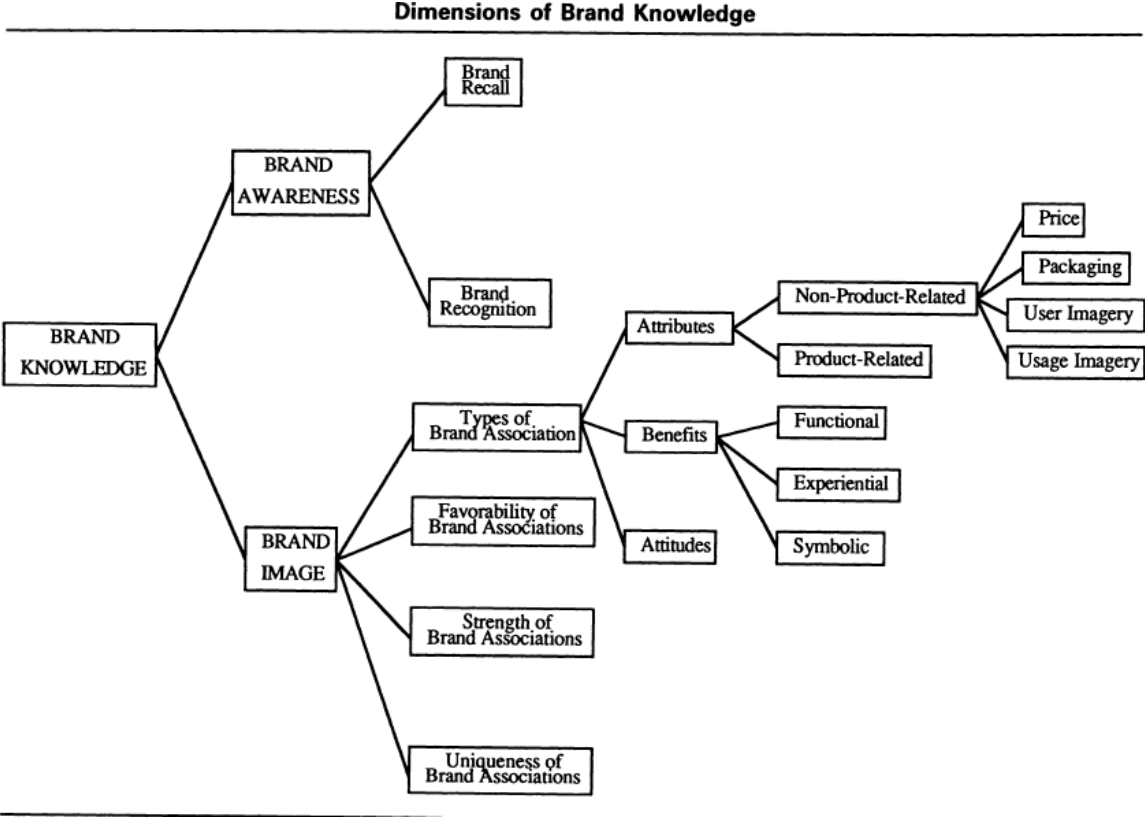 Dimensions of Brand Knowledge
Brand
Recall
BRAND
AWARENESS
Brand
Recognition
BRAND
KNOWLEDGE
BRAND
IMAGE
Types of
Brand Association
Favorability of
Brand Associations
Strength of
Brand Associations
Uniqueness of
Brand Associations
Attributes
Benefits
Attitudes
Non-Product-Related
Product-Related
Functional
Experiential
Symbolic
Price
Packaging
User Imagery
Usage Imagery